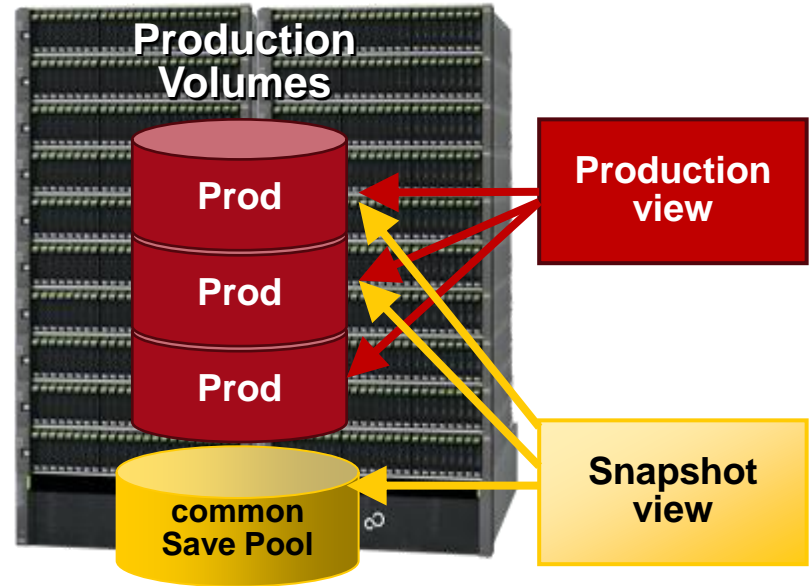 Production
Volumes
Prod
Prod
Prod
common
Save Pool
Production
view
Snapshot
view